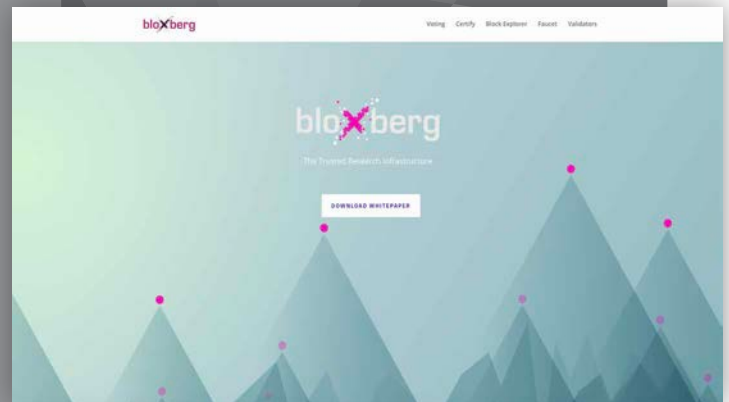 bloxberg
Voting Certify Block Explorer Faucet Validators
bloxberg
The Trusted Research Infrastructure
DOWNLOAD WHITEPAPER